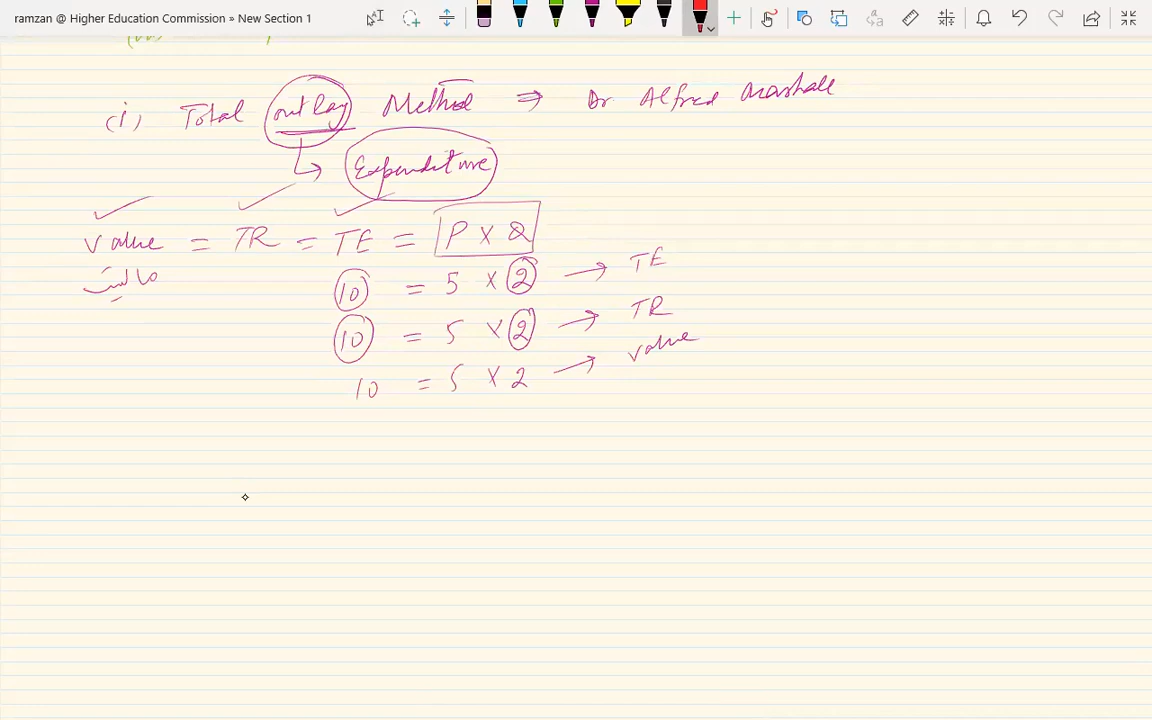 ramzan @ Higher Education Commission » New Section 1
(i) Total outlay Method ⇒ Dr Alfred Marshall
↳ Expenditure
Value = TR = TE = P X Q
مالیت
10 = 5 X 2 → TE
10 = 5 X 2 → TR
10 = 5 X 2 → Value